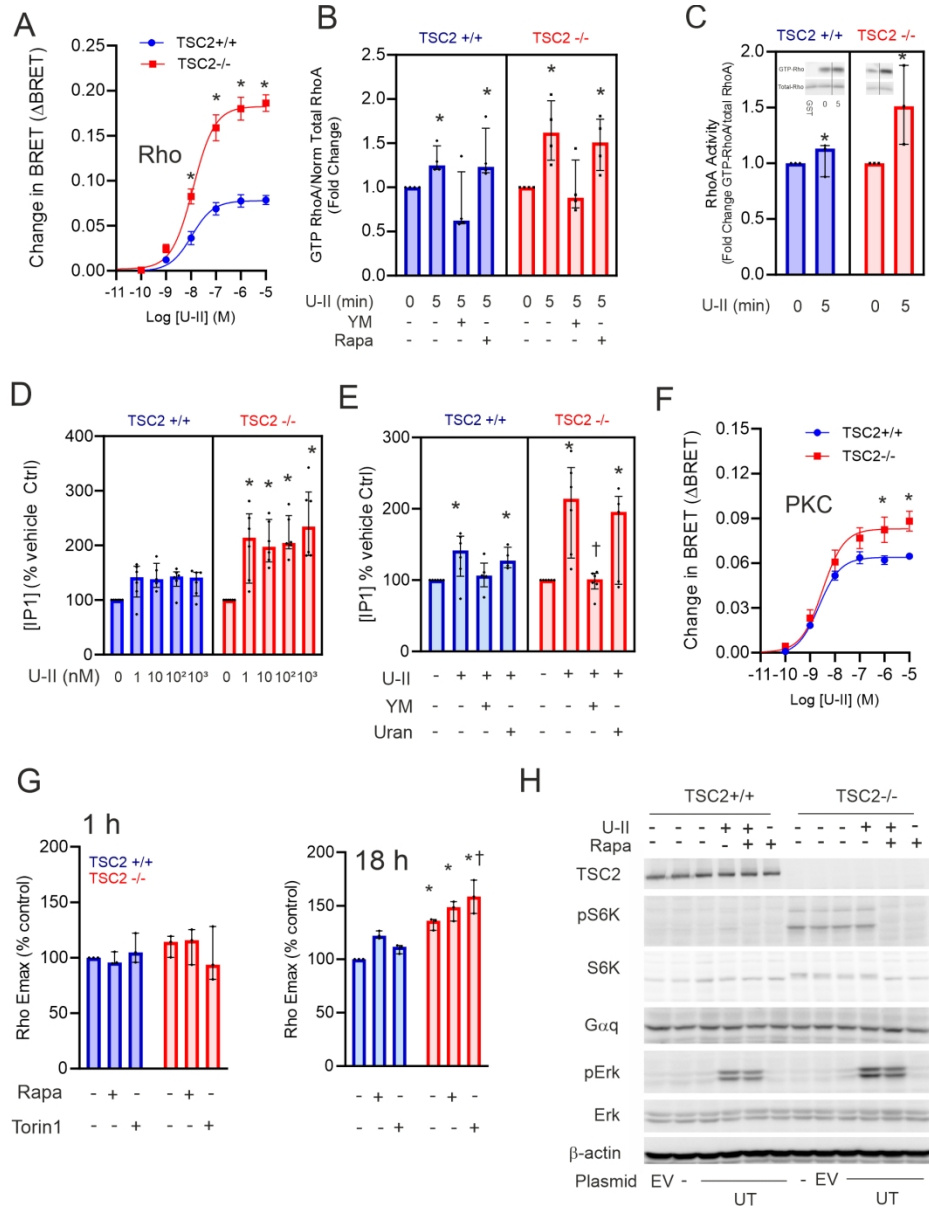 A
TSC2+/+
TSC2-/-
0.25
0.20
0.15
0.10
0.05
0.00
Change in BRET (ΔBRET)
Rho
* * * *
-11 -10 -9 -8 -7 -6 -5
Log [U-II] (M)
B
TSC2 +/+ TSC2 -/-
2.5
2.0
1.5
1.0
0.5
0.0
GTP RhoA/Norm Total RhoA
(Fold Change)
* * * *
U-II (min) 0 5 5 5 0 5 5 5
YM - - + - - - + -
Rapa - - - + - - - +
C
TSC2 +/+ TSC2 -/-
2.0
1.5
1.0
0.5
0.0
RhoA Activity
(Fold Change GTP-RhoA/total RhoA)
GTP-Rho
Total-Rho
GST 0 5
* *
U-II (min) 0 5 0 5
D
TSC2 +/+ TSC2 -/-
400
300
200
100
0
[IP1] (% vehicle Ctrl)
* * * *
U-II (nM) 0 1 10 10² 10³ 0 1 10 10² 10³
E
TSC2 +/+ TSC2 -/-
300
200
100
0
[IP1] (% vehicle Ctrl)
* * * † *
U-II - + + + - + + +
YM - - + - - - + -
Uran - - - + - - - +
F
TSC2+/+
TSC2-/-
0.15
0.12
0.09
0.06
0.03
0.00
Change in BRET (ΔBRET)
PKC
* *
-11 -10 -9 -8 -7 -6 -5
Log [U-II] (M)
G
1 h
TSC2 +/+
TSC2 -/-
200
150
100
50
0
Rho Emax (% control)
Rapa - + - - + -
Torin1 - - + - - +
18 h
200
150
100
50
0
Rho Emax (% control)
* * *†
- + - - + -
- - + - - +
H
TSC2+/+ TSC2-/-
U-II - - - + + - - - - + + -
Rapa - - - - + + - - - - + +
TSC2
pS6K
S6K
Gαq
pErk
Erk
β-actin
Plasmid EV - UT - EV UT